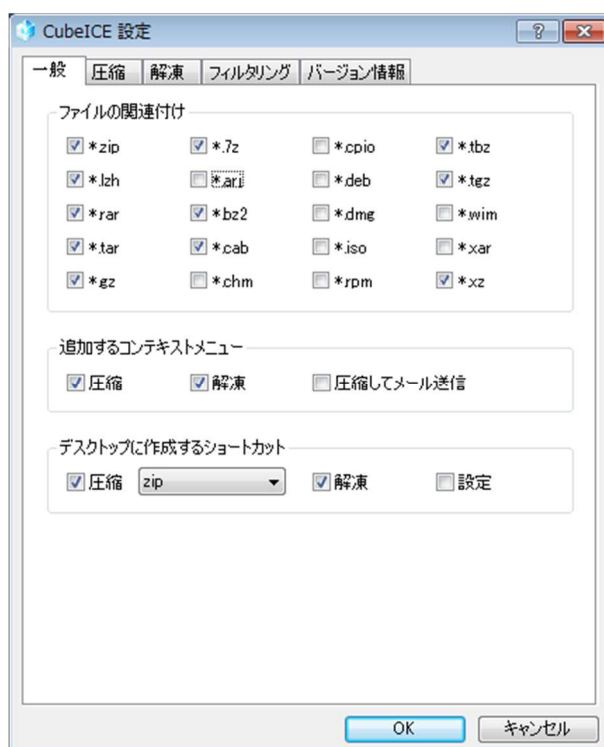 CubeICE 設定
一般 圧縮 解凍 フィルタリング バージョン情報
ファイルの関連付け
*.zip *.7z *.cpio *.tbz
*.lzh *.arj *.deb *.tgz
*.rar *.bz2 *.dmg *.wim
*.tar *.cab *.iso *.xar
*.gz *.chm *.rpm *.xz
追加するコンテキストメニュー
圧縮 解凍 圧縮してメール送信
デスクトップに作成するショートカット
圧縮 zip 解凍 設定
OK キャンセル